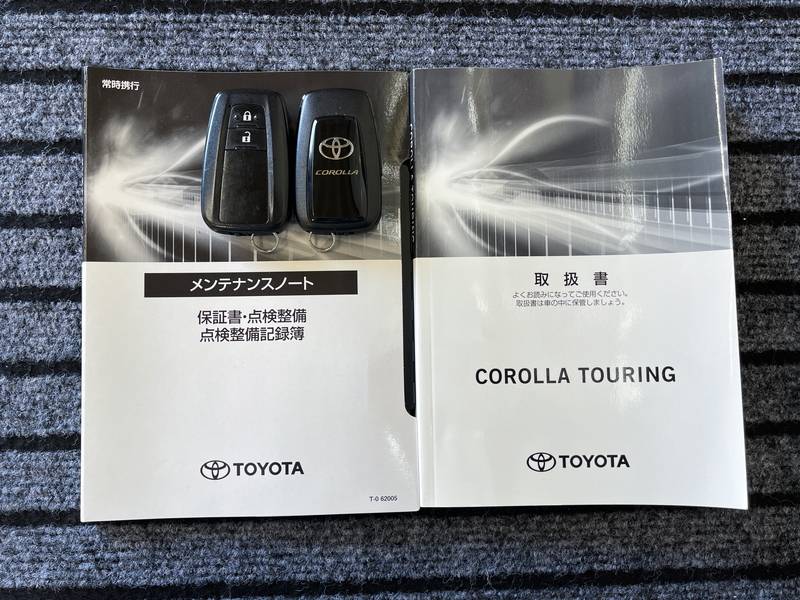 常時携行
COROLLA
メンテナンスノート
保証書・点検整備
点検整備記録簿
TOYOTA
T-0 62005
取扱書
よくお読みになってご使用ください。
取扱書は車の中に保管しましょう。
COROLLA TOURING
TOYOTA